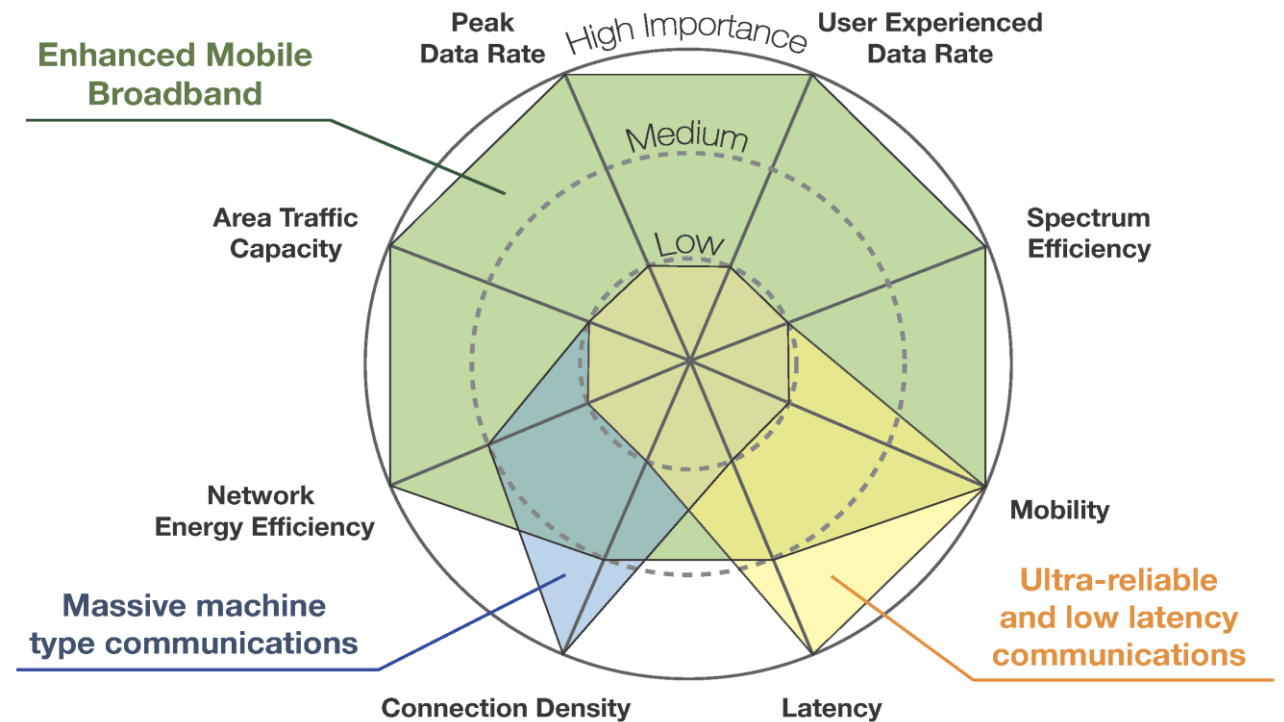 Peak
Data Rate
High Importance
User Experienced
Data Rate
Enhanced Mobile
Broadband
Medium
Low
Area Traffic
Capacity
Spectrum
Efficiency
Network
Energy Efficiency
Mobility
Massive machine
type communications
Ultra-reliable
and low latency
communications
Connection Density
Latency